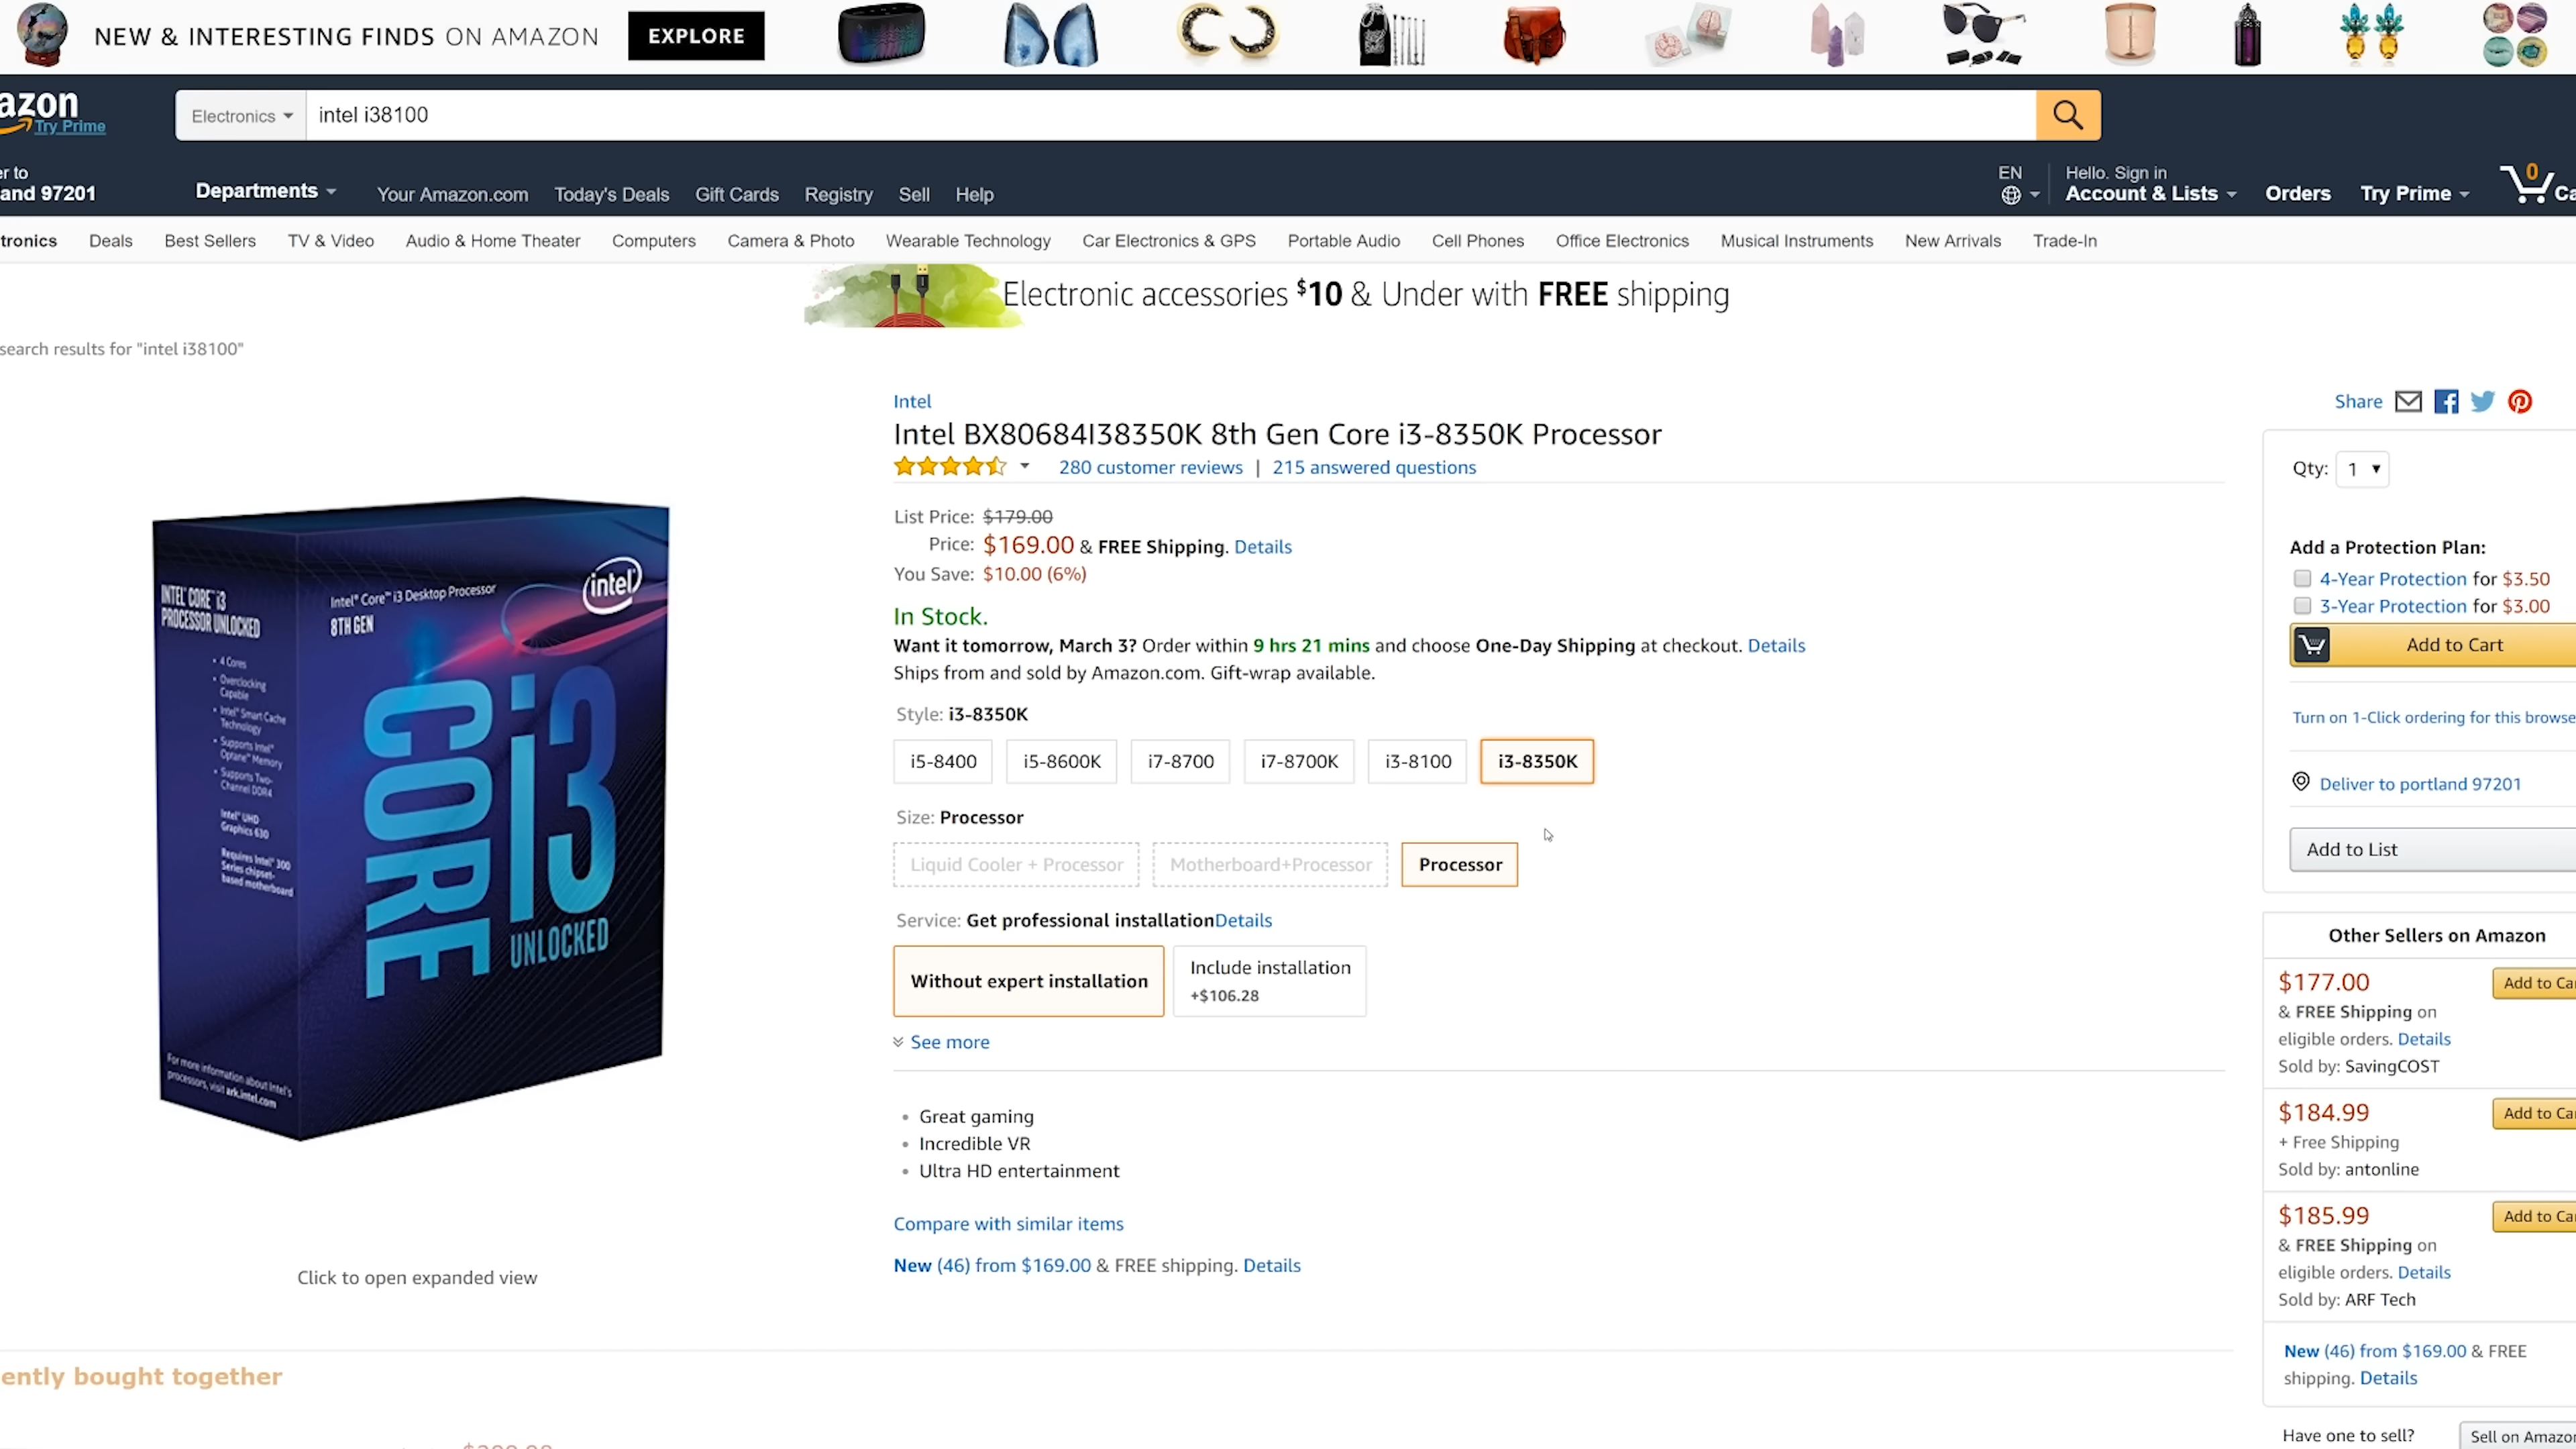 NEW & INTERESTING FINDS ON AMAZON EXPLORE
azon
Try Prime
Electronics
intel i38100
er to
and 97201
Departments Your Amazon.com Today's Deals Gift Cards Registry Sell Help
EN
Hello. Sign in
Account & Lists Orders Try Prime 0 Ca
tronics Deals Best Sellers TV & Video Audio & Home Theater Computers Camera & Photo Wearable Technology Car Electronics & GPS Portable Audio Cell Phones Office Electronics Musical Instruments New Arrivals Trade-In
Electronic accessories $10 & Under with FREE shipping
search results for "intel i38100"
INTEL® CORE™ i3
PROCESSOR UNLOCKED
• 4 Cores
• Overclocking
Capable
• Intel® Smart Cache
Technology
• Supports Intel®
Optane™ Memory
• Supports Two-
Channel DDR4
Intel® UHD
Graphics 630
Requires Intel® 300
Series chipset-
based motherboard
For more information about Intel's
processors, visit ark.intel.com
Intel® Core™ i3 Desktop Processor
8TH GEN
intel
CORE i3
UNLOCKED
Click to open expanded view
Intel
Intel BX80684I38350K 8th Gen Core i3-8350K Processor
280 customer reviews | 215 answered questions
List Price: $179.00
Price: $169.00 & FREE Shipping. Details
You Save: $10.00 (6%)
In Stock.
Want it tomorrow, March 3? Order within 9 hrs 21 mins and choose One-Day Shipping at checkout. Details
Ships from and sold by Amazon.com. Gift-wrap available.
Style: i3-8350K
i5-8400 i5-8600K i7-8700 i7-8700K i3-8100 i3-8350K
Size: Processor
Liquid Cooler + Processor Motherboard+Processor Processor
Service: Get professional installationDetails
Without expert installation
Include installation
+$106.28
See more
• Great gaming
• Incredible VR
• Ultra HD entertainment
Compare with similar items
New (46) from $169.00 & FREE shipping. Details
Share
Qty: 1
Add a Protection Plan:
4-Year Protection for $3.50
3-Year Protection for $3.00
Add to Cart
Turn on 1-Click ordering for this browse
Deliver to portland 97201
Add to List
Other Sellers on Amazon
$177.00 Add to Ca
& FREE Shipping on
eligible orders. Details
Sold by: SavingCOST
$184.99 Add to Ca
+ Free Shipping
Sold by: antonline
$185.99 Add to Ca
& FREE Shipping on
eligible orders. Details
Sold by: ARF Tech
New (46) from $169.00 & FREE
shipping. Details
Have one to sell? Sell on Amazon
ently bought together